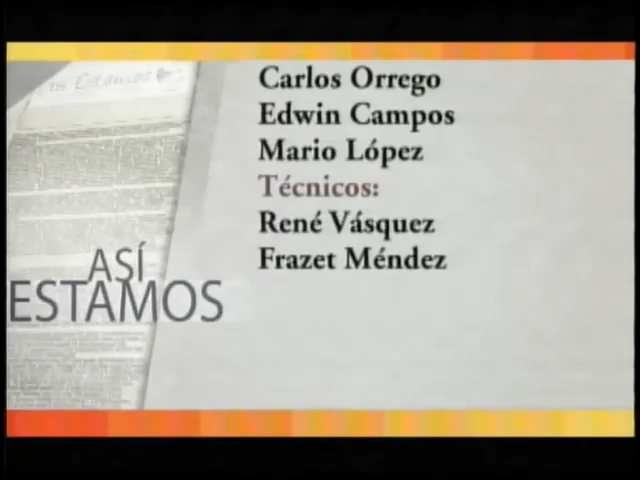 Carlos Orrego
Edwin Campos
Mario López
Técnicos:
René Vásquez
Frazet Méndez
ASÍ
ESTAMOS